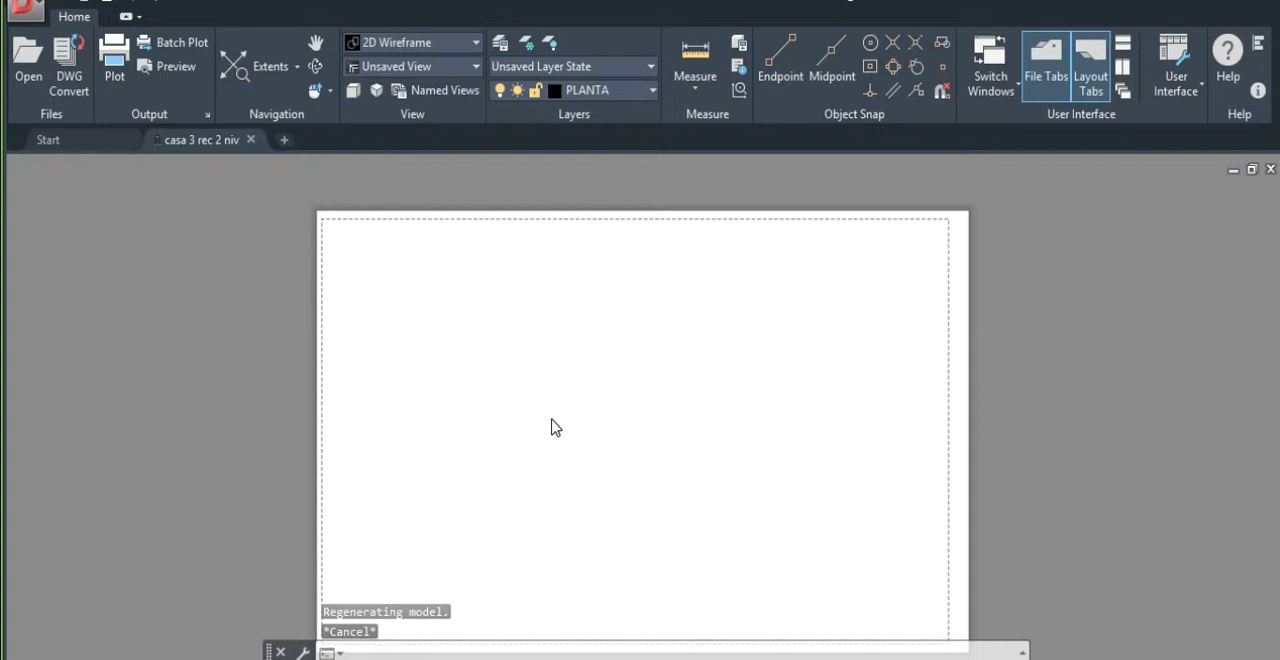 Home
Open
DWG
Convert
Files
Plot
Batch Plot
Preview
Output
Extents
Navigation
2D Wireframe
Unsaved View
Named Views
View
Unsaved Layer State
PLANTA
Layers
Measure
Measure
Endpoint
Midpoint
Object Snap
Switch
Windows
File Tabs
Layout
Tabs
User Interface
User
Interface
Help
Help
Start
casa 3 rec 2 niv
Regenerating model.
*Cancel*